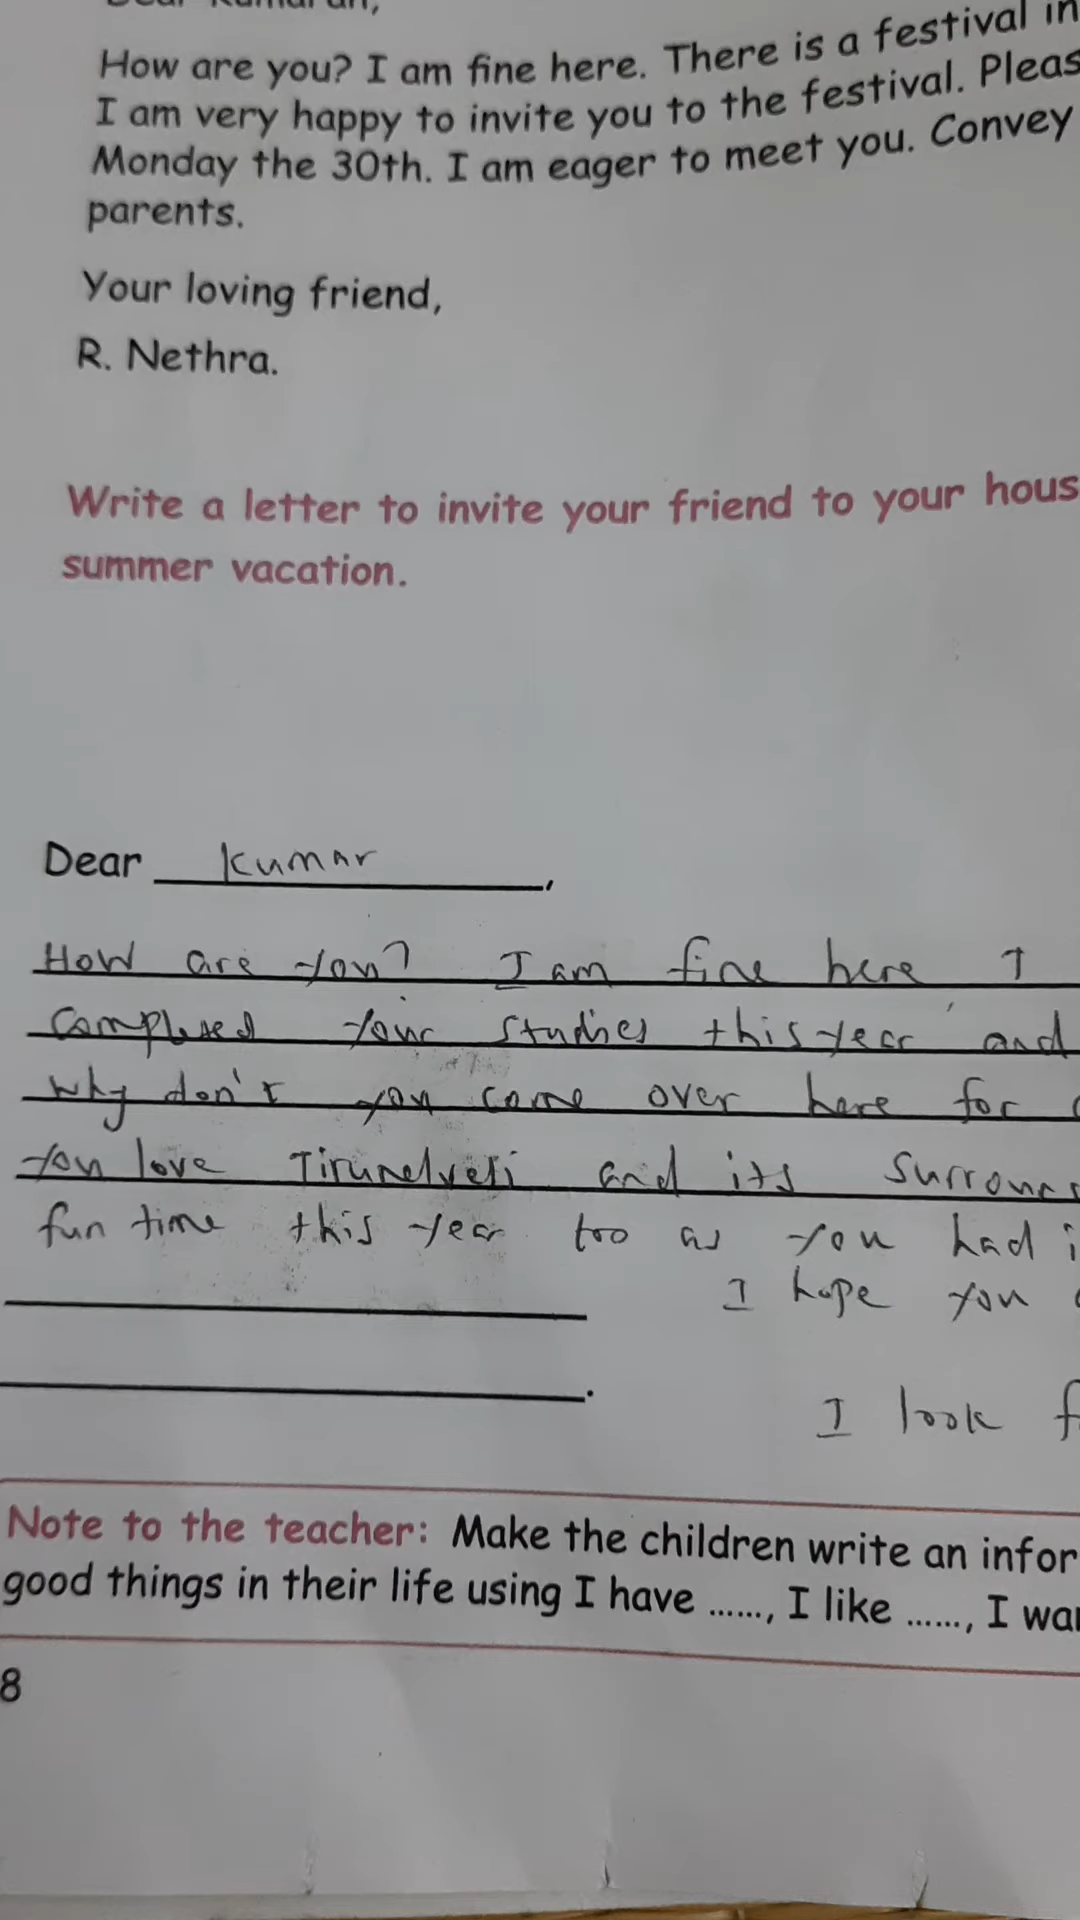 How are you? I am fine here. There is a festival in
I am very happy to invite you to the festival. Pleas
Monday the 30th. I am eager to meet you. Convey
parents.
Your loving friend,
R. Nethra.
Write a letter to invite your friend to your hous
summer vacation.
Dear Kumar,
How are you? I am fine here I
your studies this year and
why don't you come over here for
you love Tirunelveli and its
fun time this year too as you had i
I hope you
I look f
Note to the teacher: Make the children write an infor
good things in their life using I have ......, I like ......, I wa
8